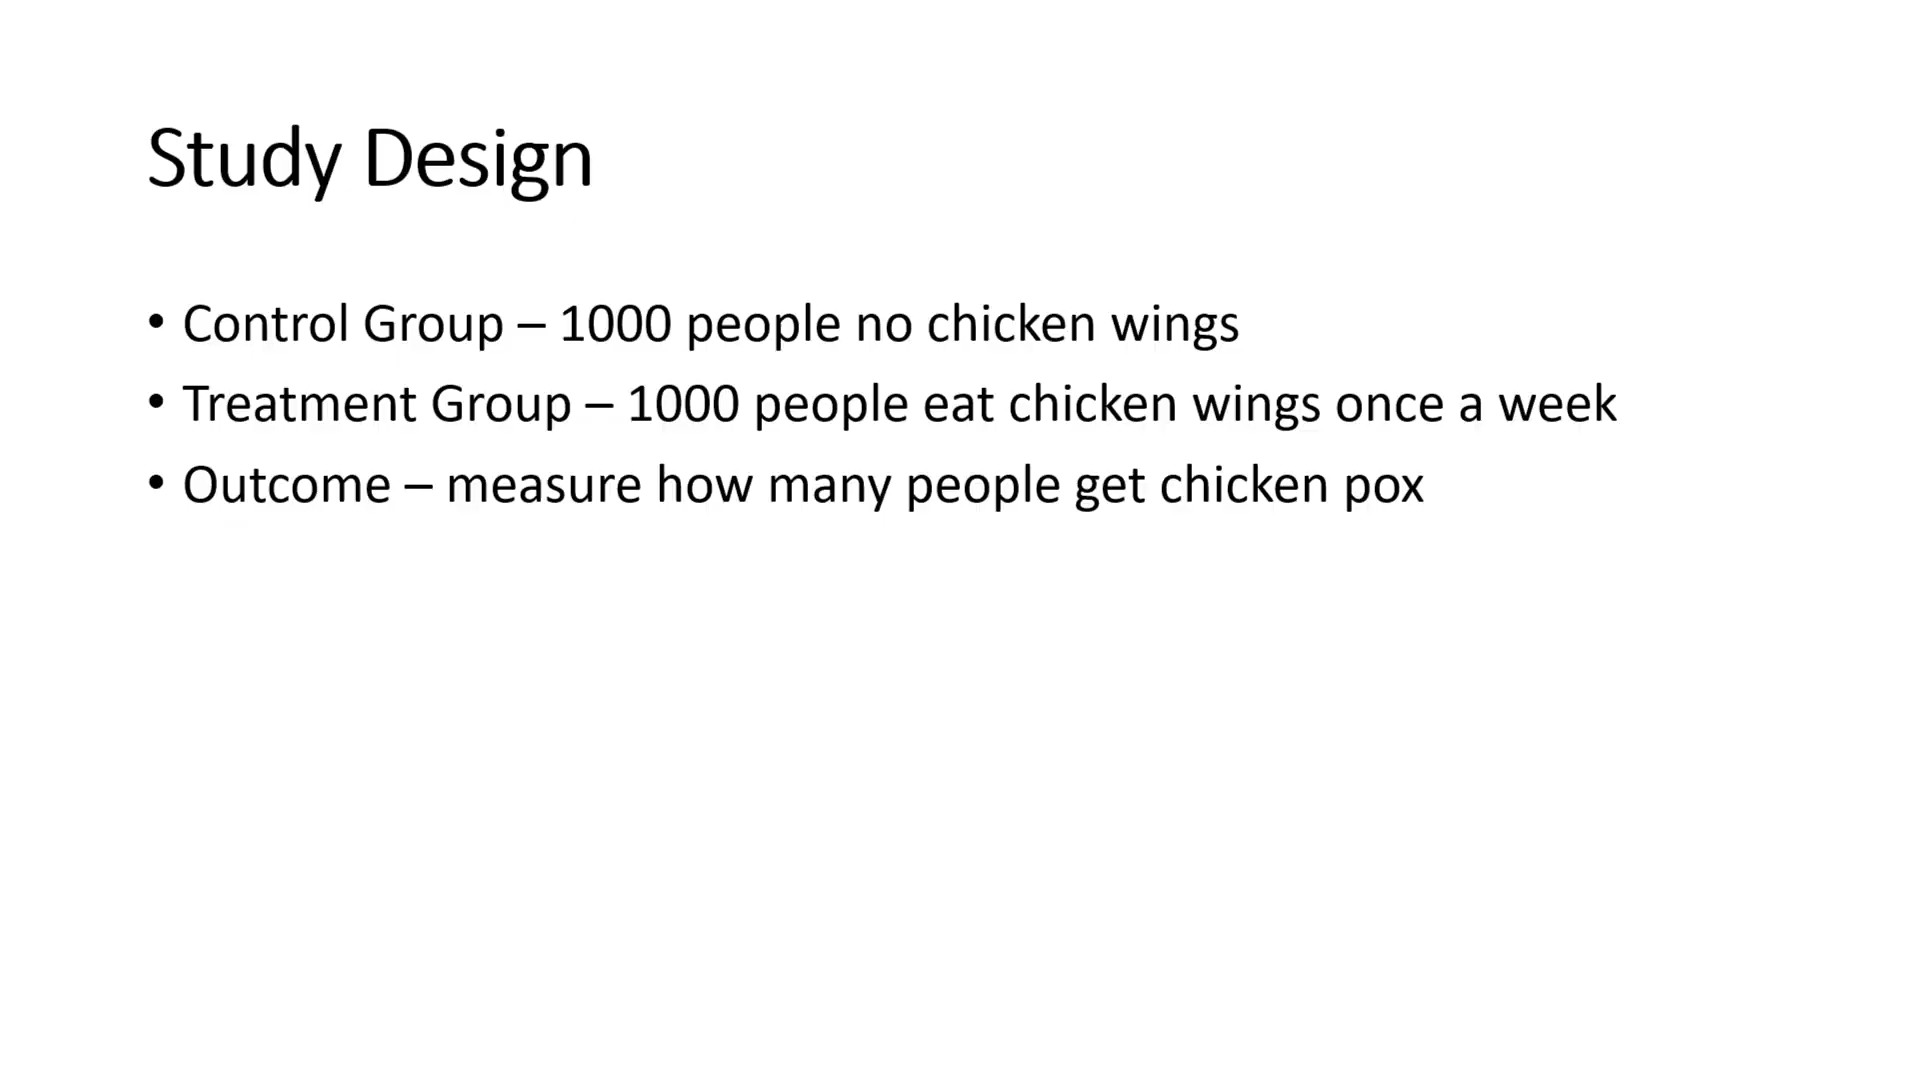 Study Design
• Control Group – 1000 people no chicken wings
• Treatment Group – 1000 people eat chicken wings once a week
• Outcome – measure how many people get chicken pox